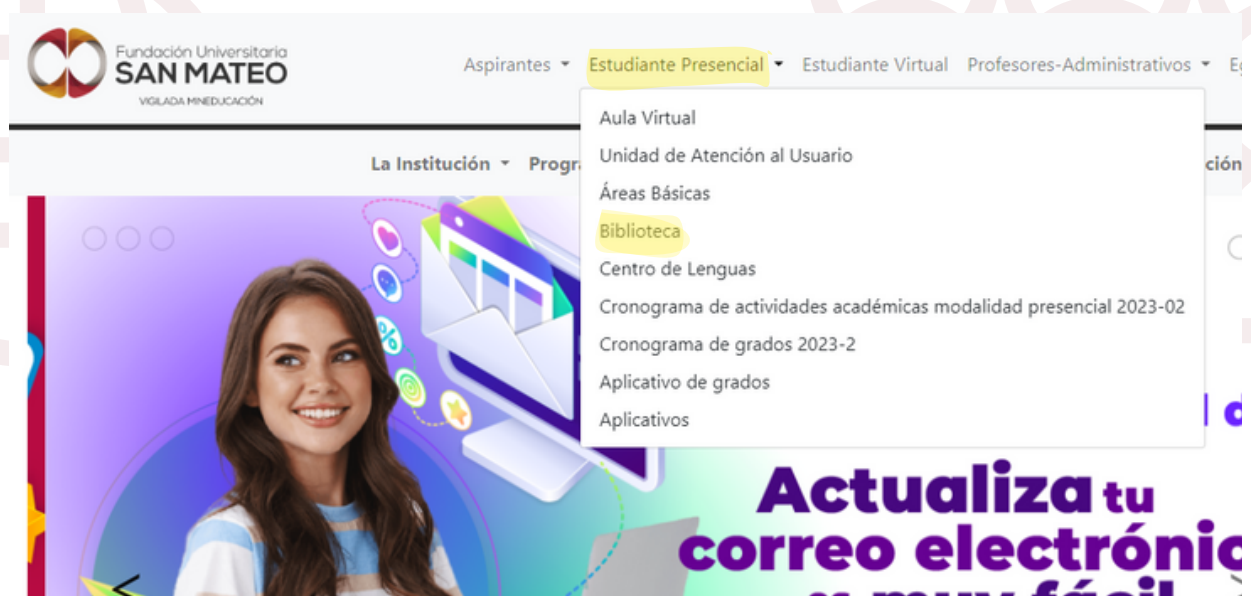 Fundación Universitaria
SAN MATEO
VIGILADA MINEDUCACIÓN
Aspirantes Estudiante Presencial Estudiante Virtual Profesores-Administrativos
La Institución
Aula Virtual
Unidad de Atención al Usuario
Áreas Básicas
Biblioteca
Centro de Lenguas
Cronograma de actividades académicas modalidad presencial 2023-02
Cronograma de grados 2023-2
Aplicativo de grados
Aplicativos
%
Actualiza tu
correo electrónic
y muy fácil